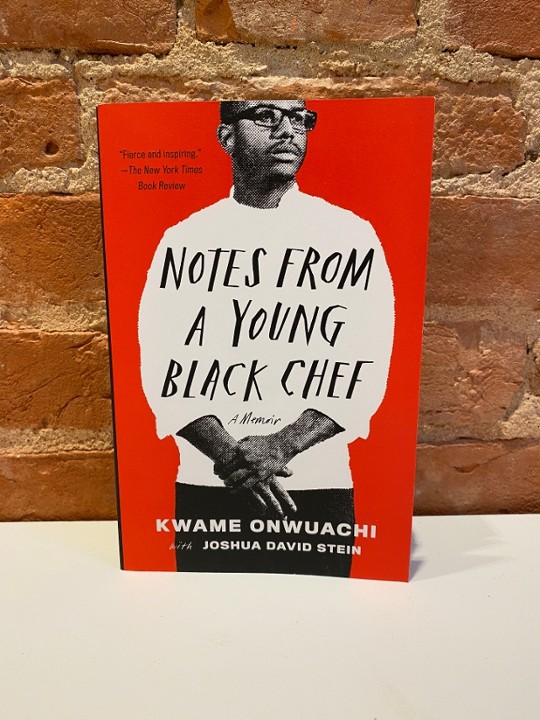 “Fierce and inspiring.”
—The New York Times
Book Review
NOTES FROM
A YOUNG
BLACK CHEF
A Memoir
KWAME ONWUACHI
with JOSHUA DAVID STEIN